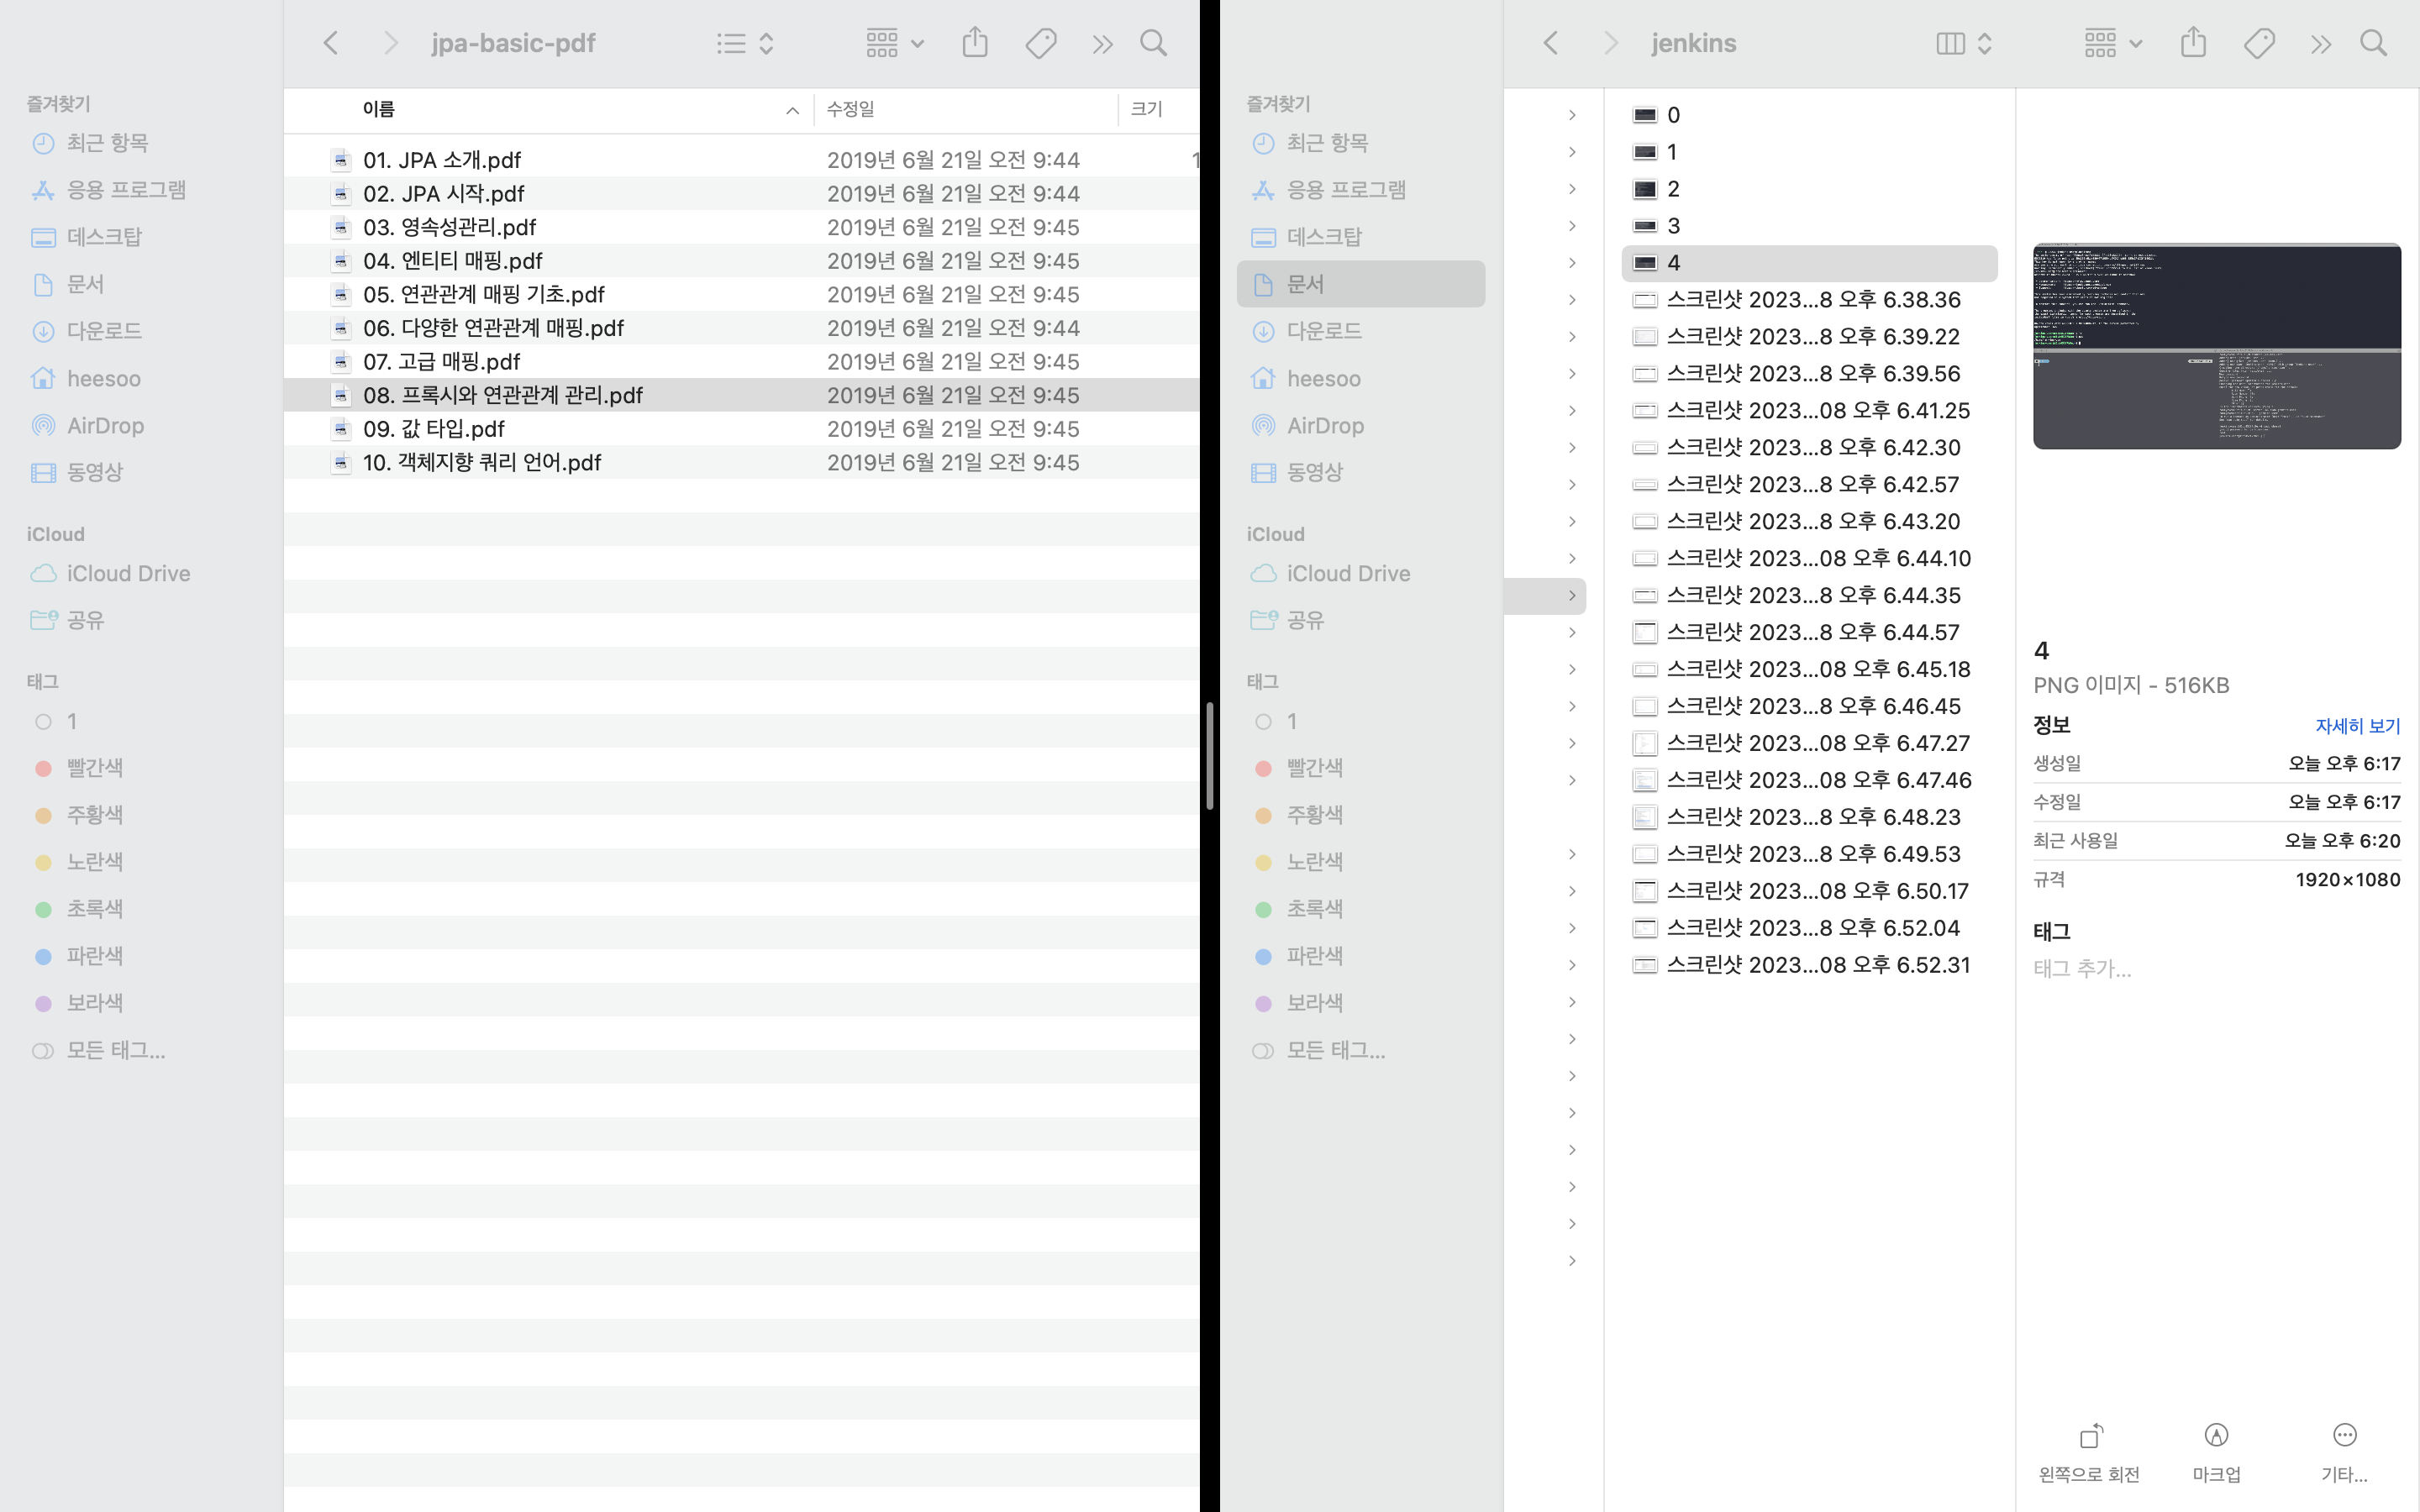 jpa-basic-pdf
즐겨찾기
최근 항목
응용 프로그램
데스크탑
문서
다운로드
heesoo
AirDrop
동영상
iCloud
iCloud Drive
공유
태그
1
빨간색
주황색
노란색
초록색
파란색
보라색
모든 태그...
이름 수정일 크기
01. JPA 소개.pdf 2019년 6월 21일 오전 9:44 1
02. JPA 시작.pdf 2019년 6월 21일 오전 9:44
03. 영속성관리.pdf 2019년 6월 21일 오전 9:45
04. 엔티티 매핑.pdf 2019년 6월 21일 오전 9:45
05. 연관관계 매핑 기초.pdf 2019년 6월 21일 오전 9:45
06. 다양한 연관관계 매핑.pdf 2019년 6월 21일 오전 9:44
07. 고급 매핑.pdf 2019년 6월 21일 오전 9:45
08. 프록시와 연관관계 관리.pdf 2019년 6월 21일 오전 9:45
09. 값 타입.pdf 2019년 6월 21일 오전 9:45
10. 객체지향 쿼리 언어.pdf 2019년 6월 21일 오전 9:45
jenkins
즐겨찾기
최근 항목
응용 프로그램
데스크탑
문서
다운로드
heesoo
AirDrop
동영상
iCloud
iCloud Drive
공유
태그
1
빨간색
주황색
노란색
초록색
파란색
보라색
모든 태그...
0
1
2
3
4
스크린샷 2023...8 오후 6.38.36
스크린샷 2023...8 오후 6.39.22
스크린샷 2023...8 오후 6.39.56
스크린샷 2023...08 오후 6.41.25
스크린샷 2023...8 오후 6.42.30
스크린샷 2023...8 오후 6.42.57
스크린샷 2023...8 오후 6.43.20
스크린샷 2023...08 오후 6.44.10
스크린샷 2023...8 오후 6.44.35
스크린샷 2023...8 오후 6.44.57
스크린샷 2023...08 오후 6.45.18
스크린샷 2023...8 오후 6.46.45
스크린샷 2023...08 오후 6.47.27
스크린샷 2023...08 오후 6.47.46
스크린샷 2023...8 오후 6.48.23
스크린샷 2023...8 오후 6.49.53
스크린샷 2023...08 오후 6.50.17
스크린샷 2023...8 오후 6.52.04
스크린샷 2023...08 오후 6.52.31
4
PNG 이미지 - 516KB
정보 자세히 보기
생성일 오늘 오후 6:17
수정일 오늘 오후 6:17
최근 사용일 오늘 오후 6:20
규격 1920×1080
태그
태그 추가...
왼쪽으로 회전 마크업 기타...